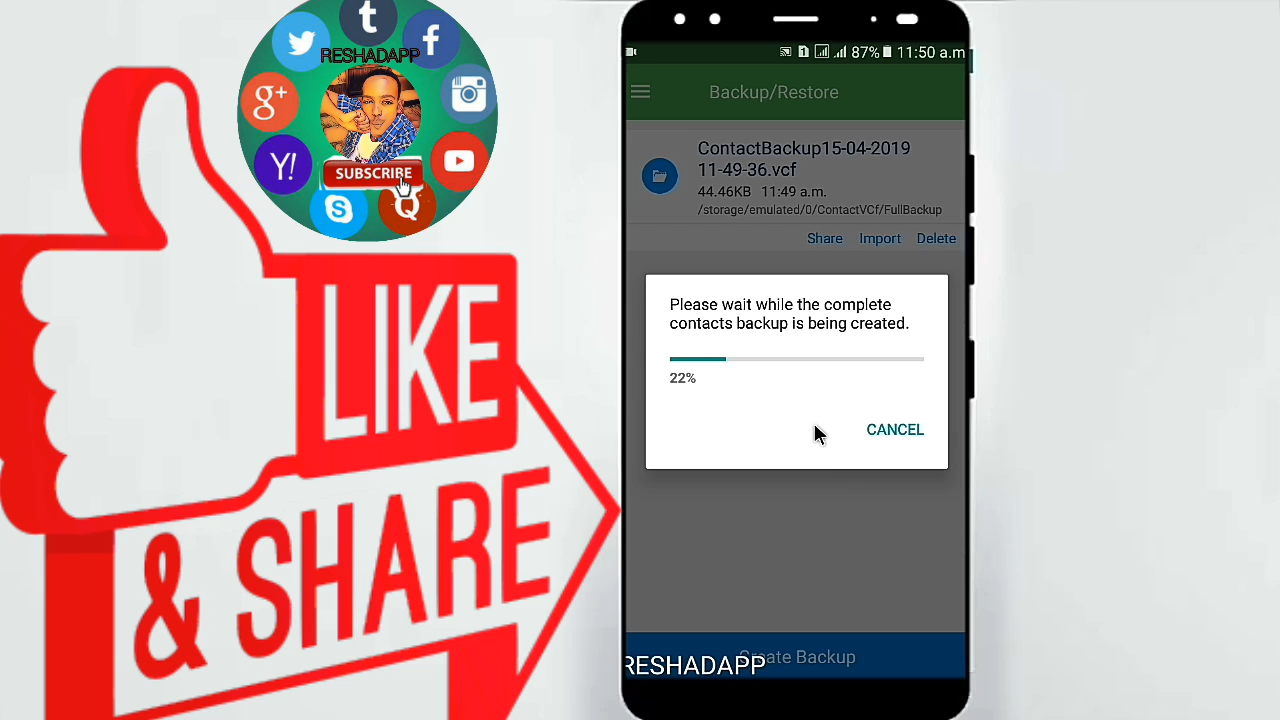 t
f
RESHADAPP
g+
Y!
SUBSCRIBE
S
Q
LIKE
& SHARE
1
87%
11:50 a.m
Backup/Restore
ContactBackup15-04-2019
11-49-36.vcf
44.46KB 11:49 a.m.
/storage/emulated/0/ContactVCf/FullBackup
Share Import Delete
Please wait while the complete
contacts backup is being created.
22%
CANCEL
Create Backup
RESHADAPP